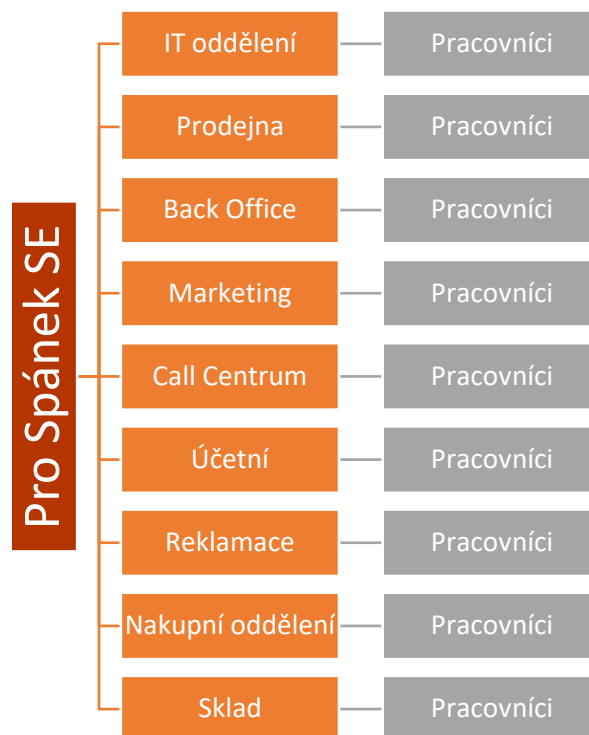 Pro Spánek SE
IT oddělení
Pracovníci
Prodejna
Pracovníci
Back Office
Pracovníci
Marketing
Pracovníci
Call Centrum
Pracovníci
Účetní
Pracovníci
Reklamace
Pracovníci
Nakupní oddělení
Pracovníci
Sklad
Pracovníci